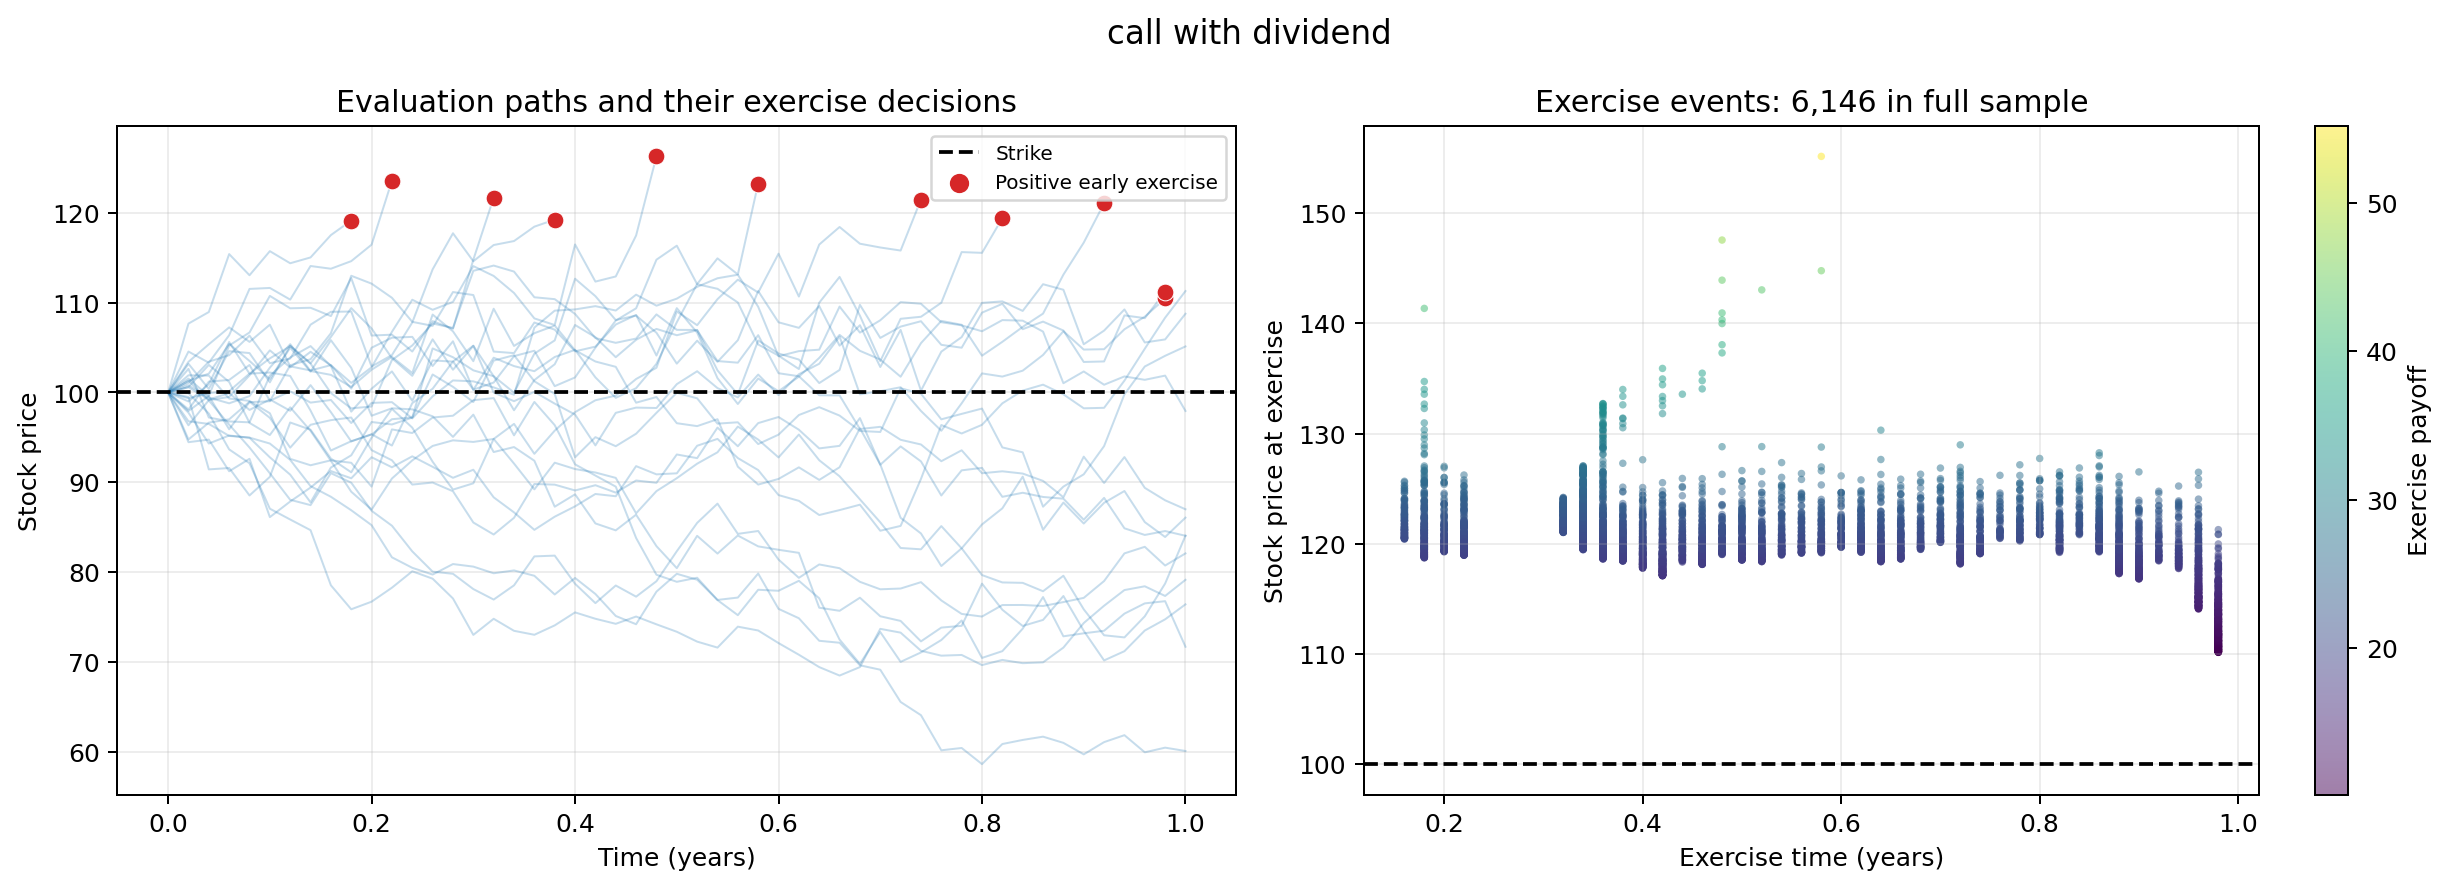 call with dividend
Evaluation paths and their exercise decisions
Strike
Positive early exercise
Stock price
120
110
100
90
80
70
60
0.0 0.2 0.4 0.6 0.8 1.0
Time (years)
Exercise events: 6,146 in full sample
Stock price at exercise
150
140
130
120
110
100
0.2 0.4 0.6 0.8 1.0
Exercise time (years)
50
40
30
20
Exercise payoff